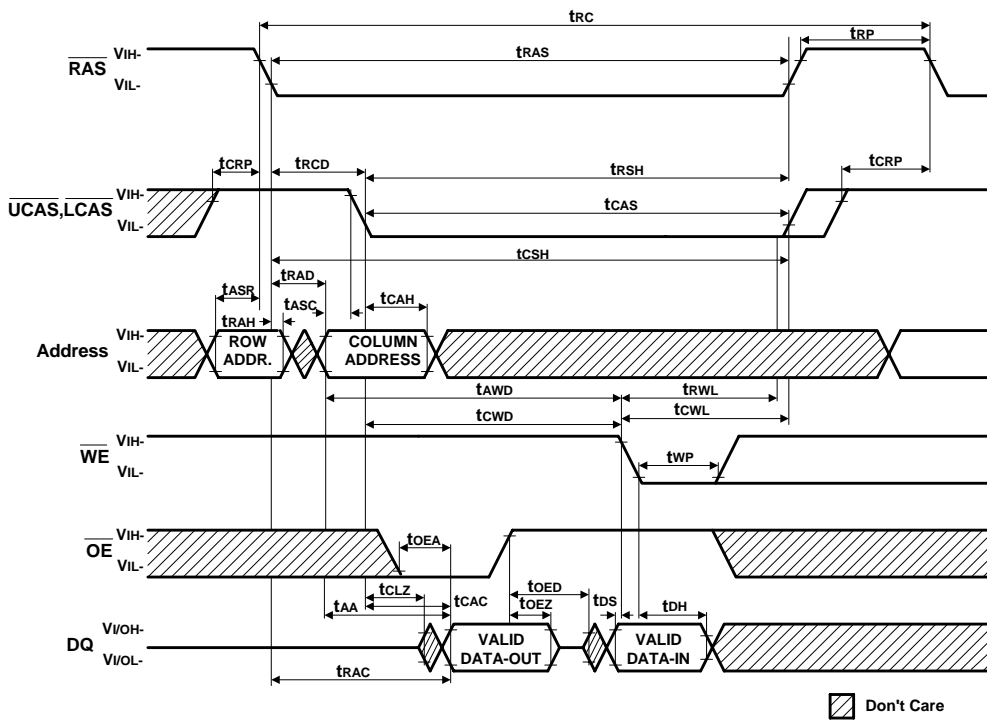 tRC
tRP
tRAS
RAS
VIH-
VIL-
tCRP
tRCD
tRSH
tCRP
UCAS,LCAS
VIH-
VIL-
tCAS
tCSH
tRAD
tASR
tASC
tCAH
tRAH
Address
VIH-
VIL-
ROW
ADDR.
COLUMN
ADDRESS
tAWD
tRWL
tCWD
tCWL
WE
VIH-
VIL-
tWP
OE
VIH-
VIL-
tOEA
tCLZ
tOED
tAA
tCAC
tOEZ
tDS
tDH
DQ
VI/OH-
VI/OL-
VALID
DATA-OUT
VALID
DATA-IN
tRAC
Don't Care